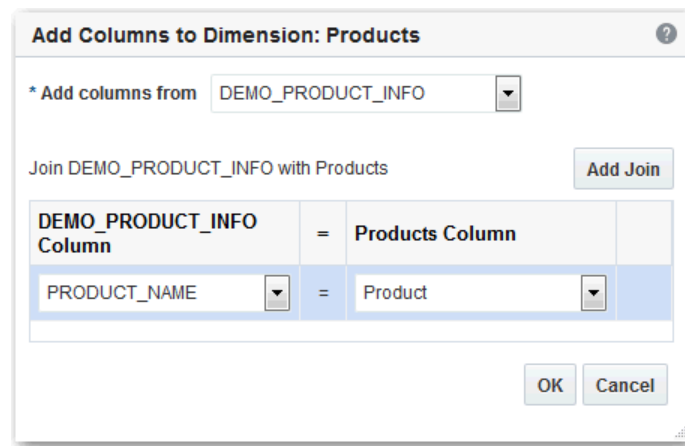 Add Columns to Dimension: Products ?
* Add columns from DEMO_PRODUCT_INFO
Join DEMO_PRODUCT_INFO with Products Add Join
DEMO_PRODUCT_INFO
Column = Products Column
PRODUCT_NAME = Product
OK Cancel